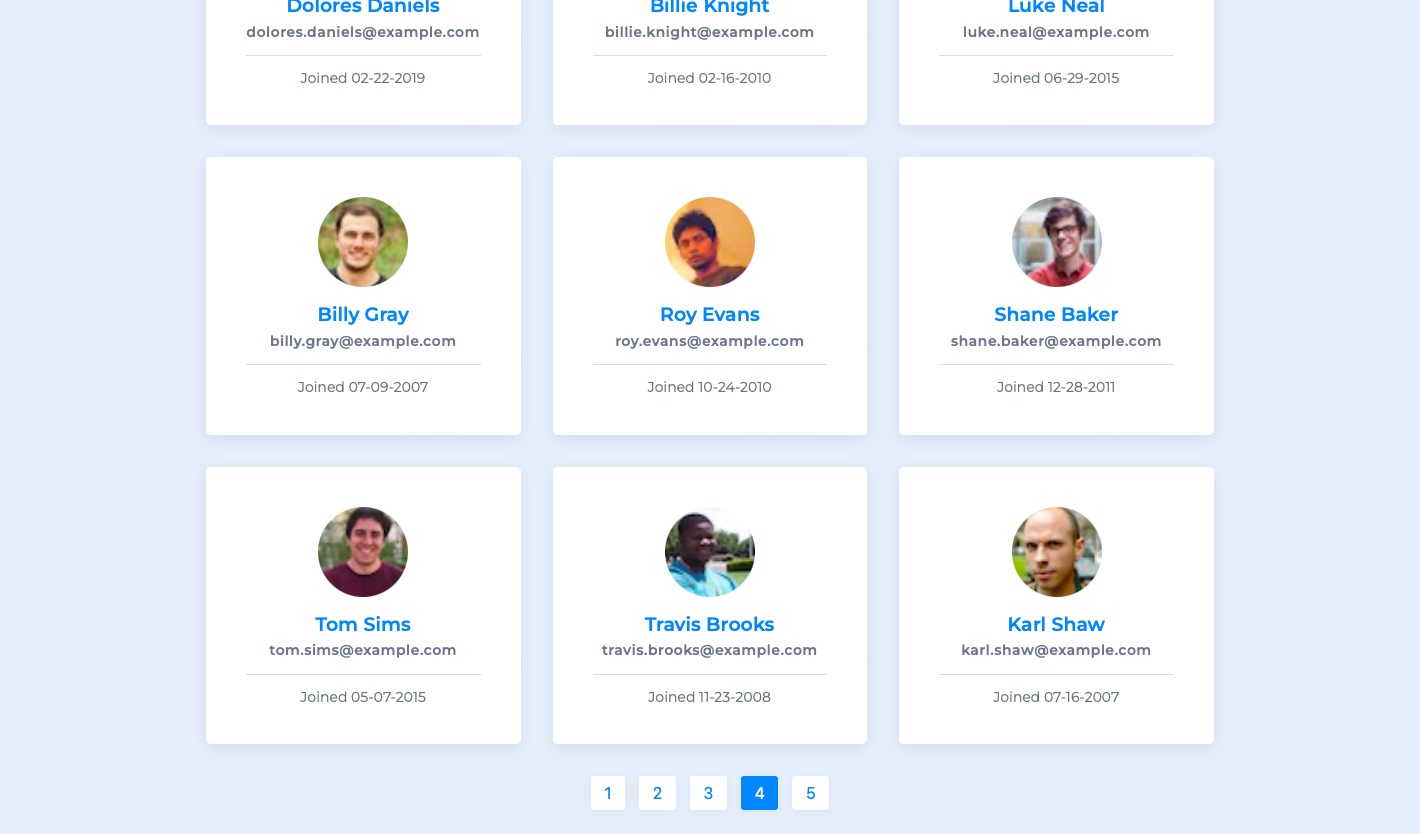 Dolores Daniels
dolores.daniels@example.com
Joined 02-22-2019
Billie Knight
billie.knight@example.com
Joined 02-16-2010
Luke Neal
luke.neal@example.com
Joined 06-29-2015
Billy Gray
billy.gray@example.com
Joined 07-09-2007
Roy Evans
roy.evans@example.com
Joined 10-24-2010
Shane Baker
shane.baker@example.com
Joined 12-28-2011
Tom Sims
tom.sims@example.com
Joined 05-07-2015
Travis Brooks
travis.brooks@example.com
Joined 11-23-2008
Karl Shaw
karl.shaw@example.com
Joined 07-16-2007
1 2 3 4 5